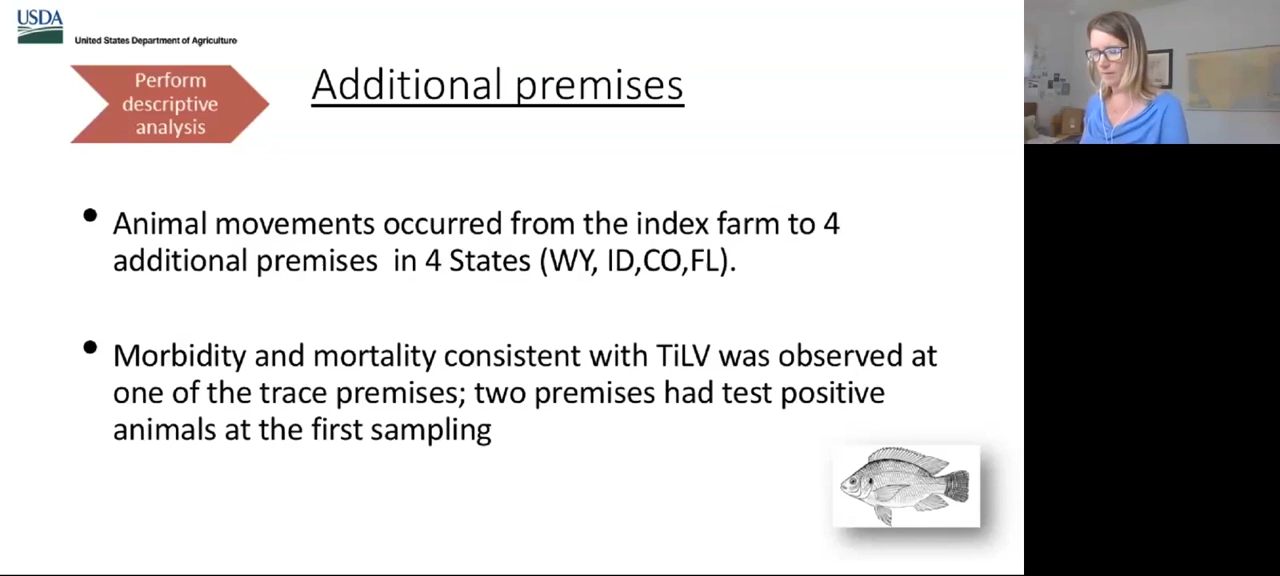 USDA
United States Department of Agriculture
Perform
descriptive
analysis
Additional premises
• Animal movements occurred from the index farm to 4
additional premises  in 4 States (WY, ID,CO,FL).
• Morbidity and mortality consistent with TiLV was observed at
one of the trace premises; two premises had test positive
animals at the first sampling